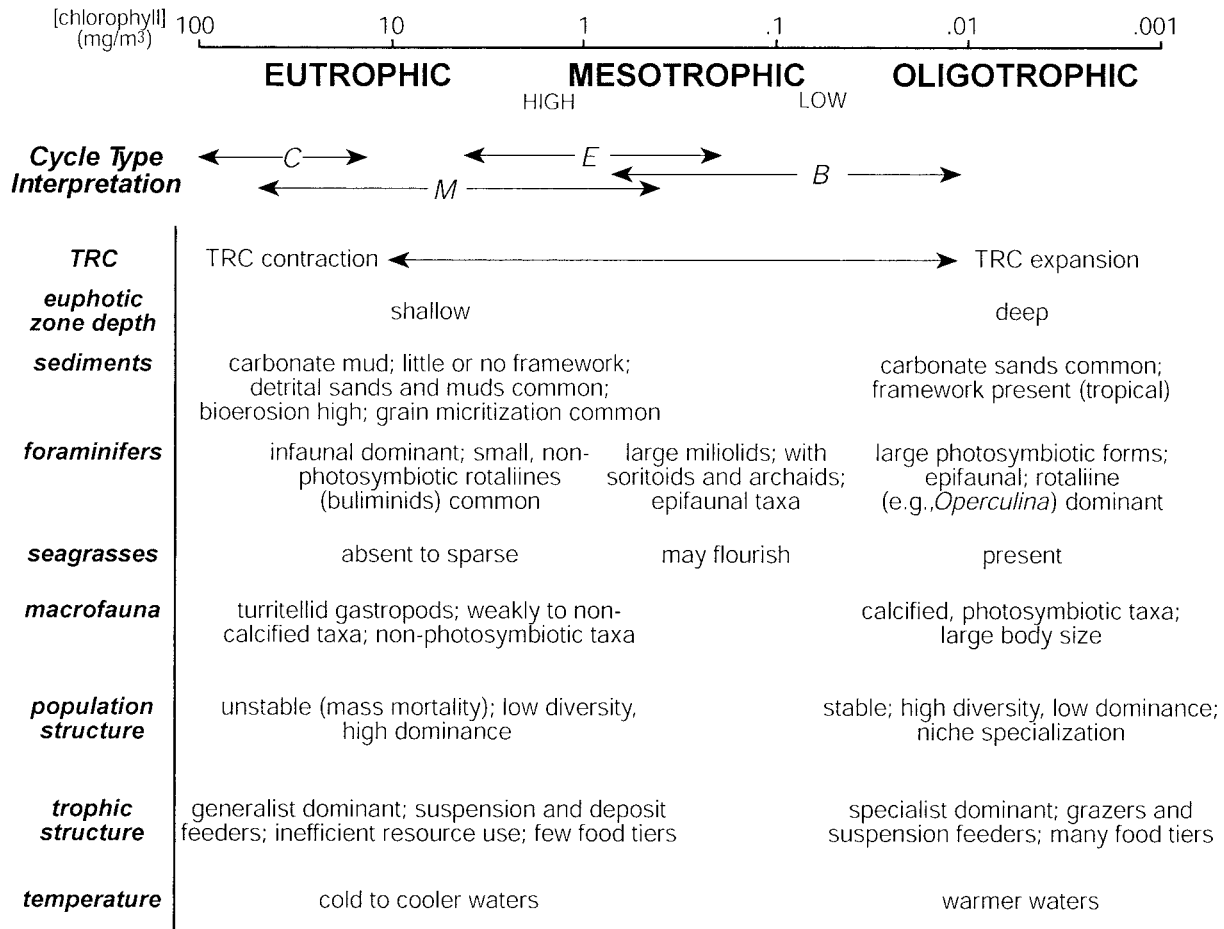 [chlorophyll] 100 10 1 .1 .01 .001
(mg/m³)
EUTROPHIC MESOTROPHIC OLIGOTROPHIC
HIGH LOW
Cycle Type
Interpretation
C E
M B
TRC TRC contraction TRC expansion
euphotic
zone depth
shallow deep
sediments
carbonate mud; little or no framework;
detrital sands and muds common;
bioerosion high; grain micritization common
carbonate sands common;
framework present (tropical)
foraminifers
infaunal dominant; small, non-
photosymbiotic rotaliines
(buliminids) common
large miliolids; with
soritoids and archaids;
epifaunal taxa
large photosymbiotic forms;
epifaunal; rotaliine
(e.g.,Operculina) dominant
seagrasses absent to sparse may flourish present
macrofauna
turritellid gastropods; weakly to non-
calcified taxa; non-photosymbiotic taxa
calcified, photosymbiotic taxa;
large body size
population
structure
unstable (mass mortality); low diversity,
high dominance
stable; high diversity, low dominance;
niche specialization
trophic
structure
generalist dominant; suspension and deposit
feeders; inefficient resource use; few food tiers
specialist dominant; grazers and
suspension feeders; many food tiers
temperature cold to cooler waters warmer waters